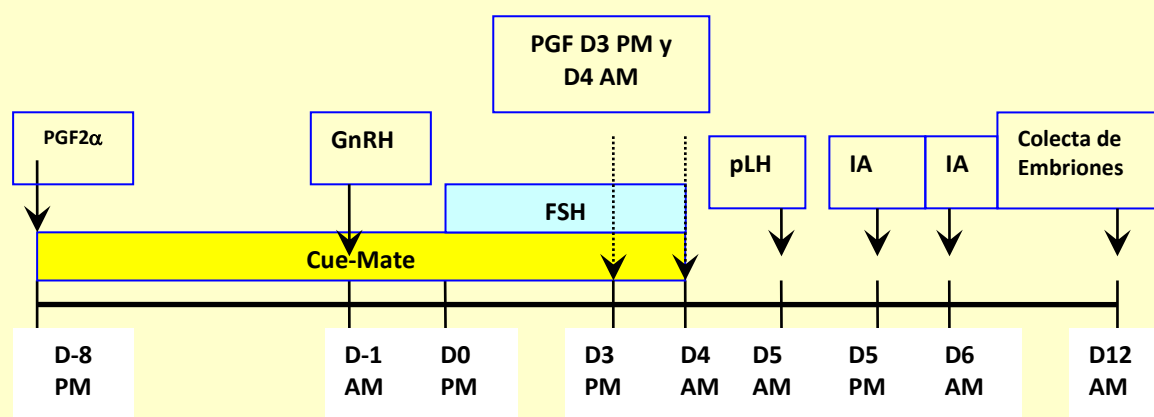 PGF D3 PM y
D4 AM
PGF2α
GnRH
pLH
IA
IA
Colecta de
Embriones
FSH
Cue-Mate
D-8
PM
D-1
AM
D0
PM
D3
PM
D4
AM
D5
AM
D5
PM
D6
AM
D12
AM